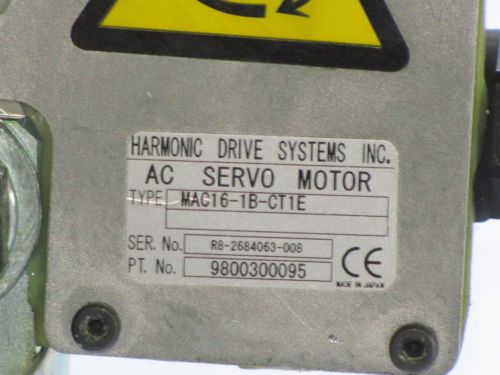 HARMONIC DRIVE SYSTEMS INC.
AC SERVO MOTOR
TYPE MAC16-1B-CT1E
SER. No. R8-2684063-008
PT. No. 9800300095
CE
MADE IN JAPAN